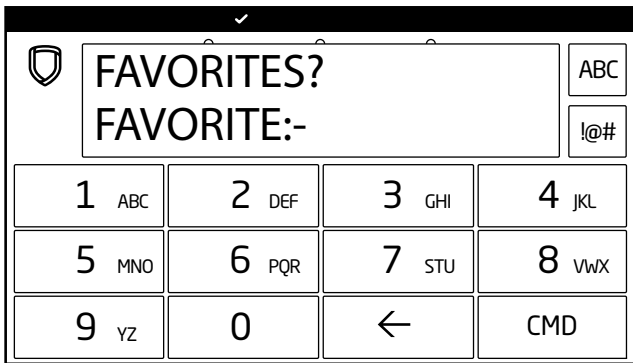 FAVORITES?
FAVORITE:-
ABC
!@#
1 ABC
2 DEF
3 GHI
4 JKL
5 MNO
6 PQR
7 STU
8 VWX
9 YZ
0
←
CMD